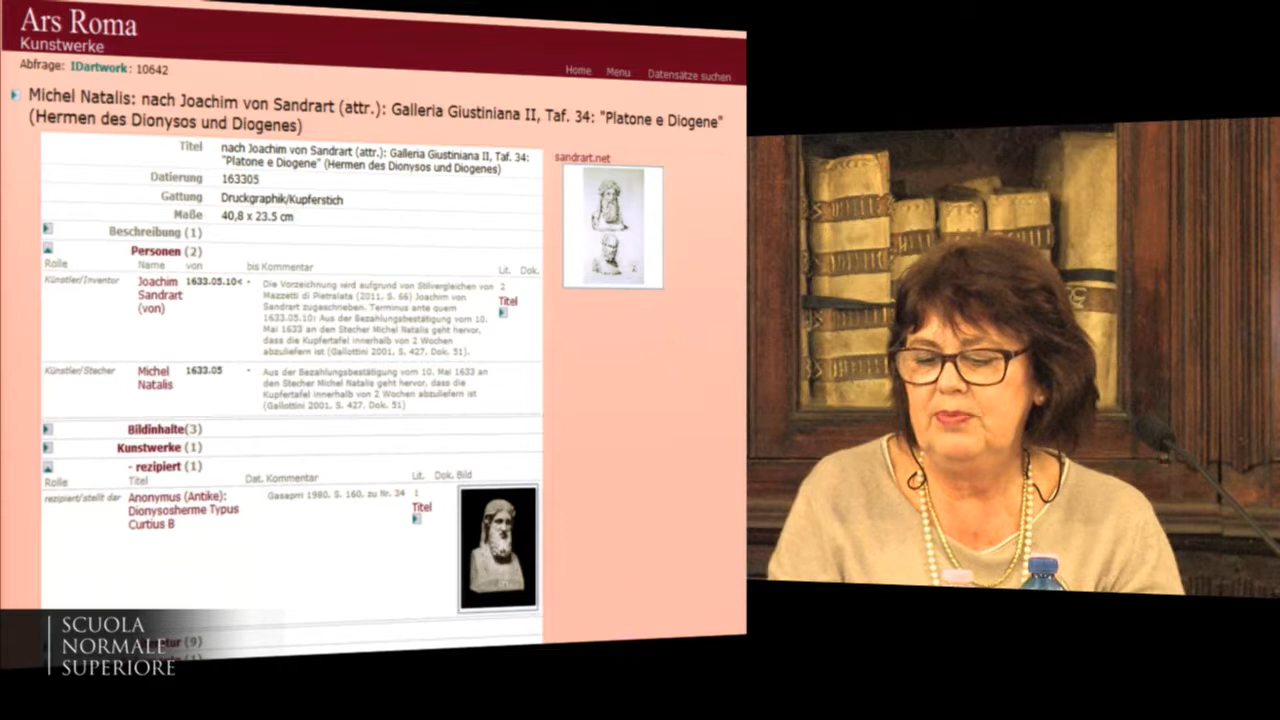 Ars Roma
Kunstwerke
Abfrage: IDartwork: 10642
Home Menu Datensätze suchen
Michel Natalis: nach Joachim von Sandrart (attr.): Galleria Giustiniana II, Taf. 34: "Platone e Diogene"
(Hermen des Dionysos und Diogenes)
Titel nach Joachim von Sandrart (attr.): Galleria Giustiniana II, Taf. 34:
"Platone e Diogene" (Hermen des Dionysos und Diogenes)
sandrart.net
Datierung 163305
Gattung Druckgraphik/Kupferstich
Maße 40,8 x 23.5 cm
Beschreibung (1)
Personen (2)
Rolle Name von bis Kommentar Lit. Dok.
Künstler/Inventor Joachim Sandrart (von) 1633.05.10< - Die Vorzeichnung wird aufgrund von Stilvergleichen von 2
Mazzetti di Pietralata (2011, S. 66) Joachim von
Sandrart zugeschrieben. Terminus ante quem Titel
1633.05.10: Aus der Bezahlungsbestätigung vom 10.
Mai 1633 an den Stecher Michel Natalis geht hervor,
dass die Kupfertafel innerhalb von 2 Wochen
abzuliefern ist (Gallottini 2001, S. 427, Dok. 51).
Künstler/Stecher Michel Natalis 1633.05 - Aus der Bezahlungsbestätigung vom 10. Mai 1633 an
den Stecher Michel Natalis geht hervor, dass die
Kupfertafel innerhalb von 2 Wochen abzuliefern ist
(Gallottini 2001, S. 427, Dok. 51)
Bildinhalte(3)
Kunstwerke (1)
- rezipiert (1)
Rolle Titel Dat. Kommentar Lit. Dok. Bild
rezipiert/stellt dar Anonymus (Antike): Gasapri 1980, S. 160, zu Nr. 34 1
Dionysosherme Typus Titel
Curtius B
SCUOLA
NORMALE
SUPERIORE
(9)